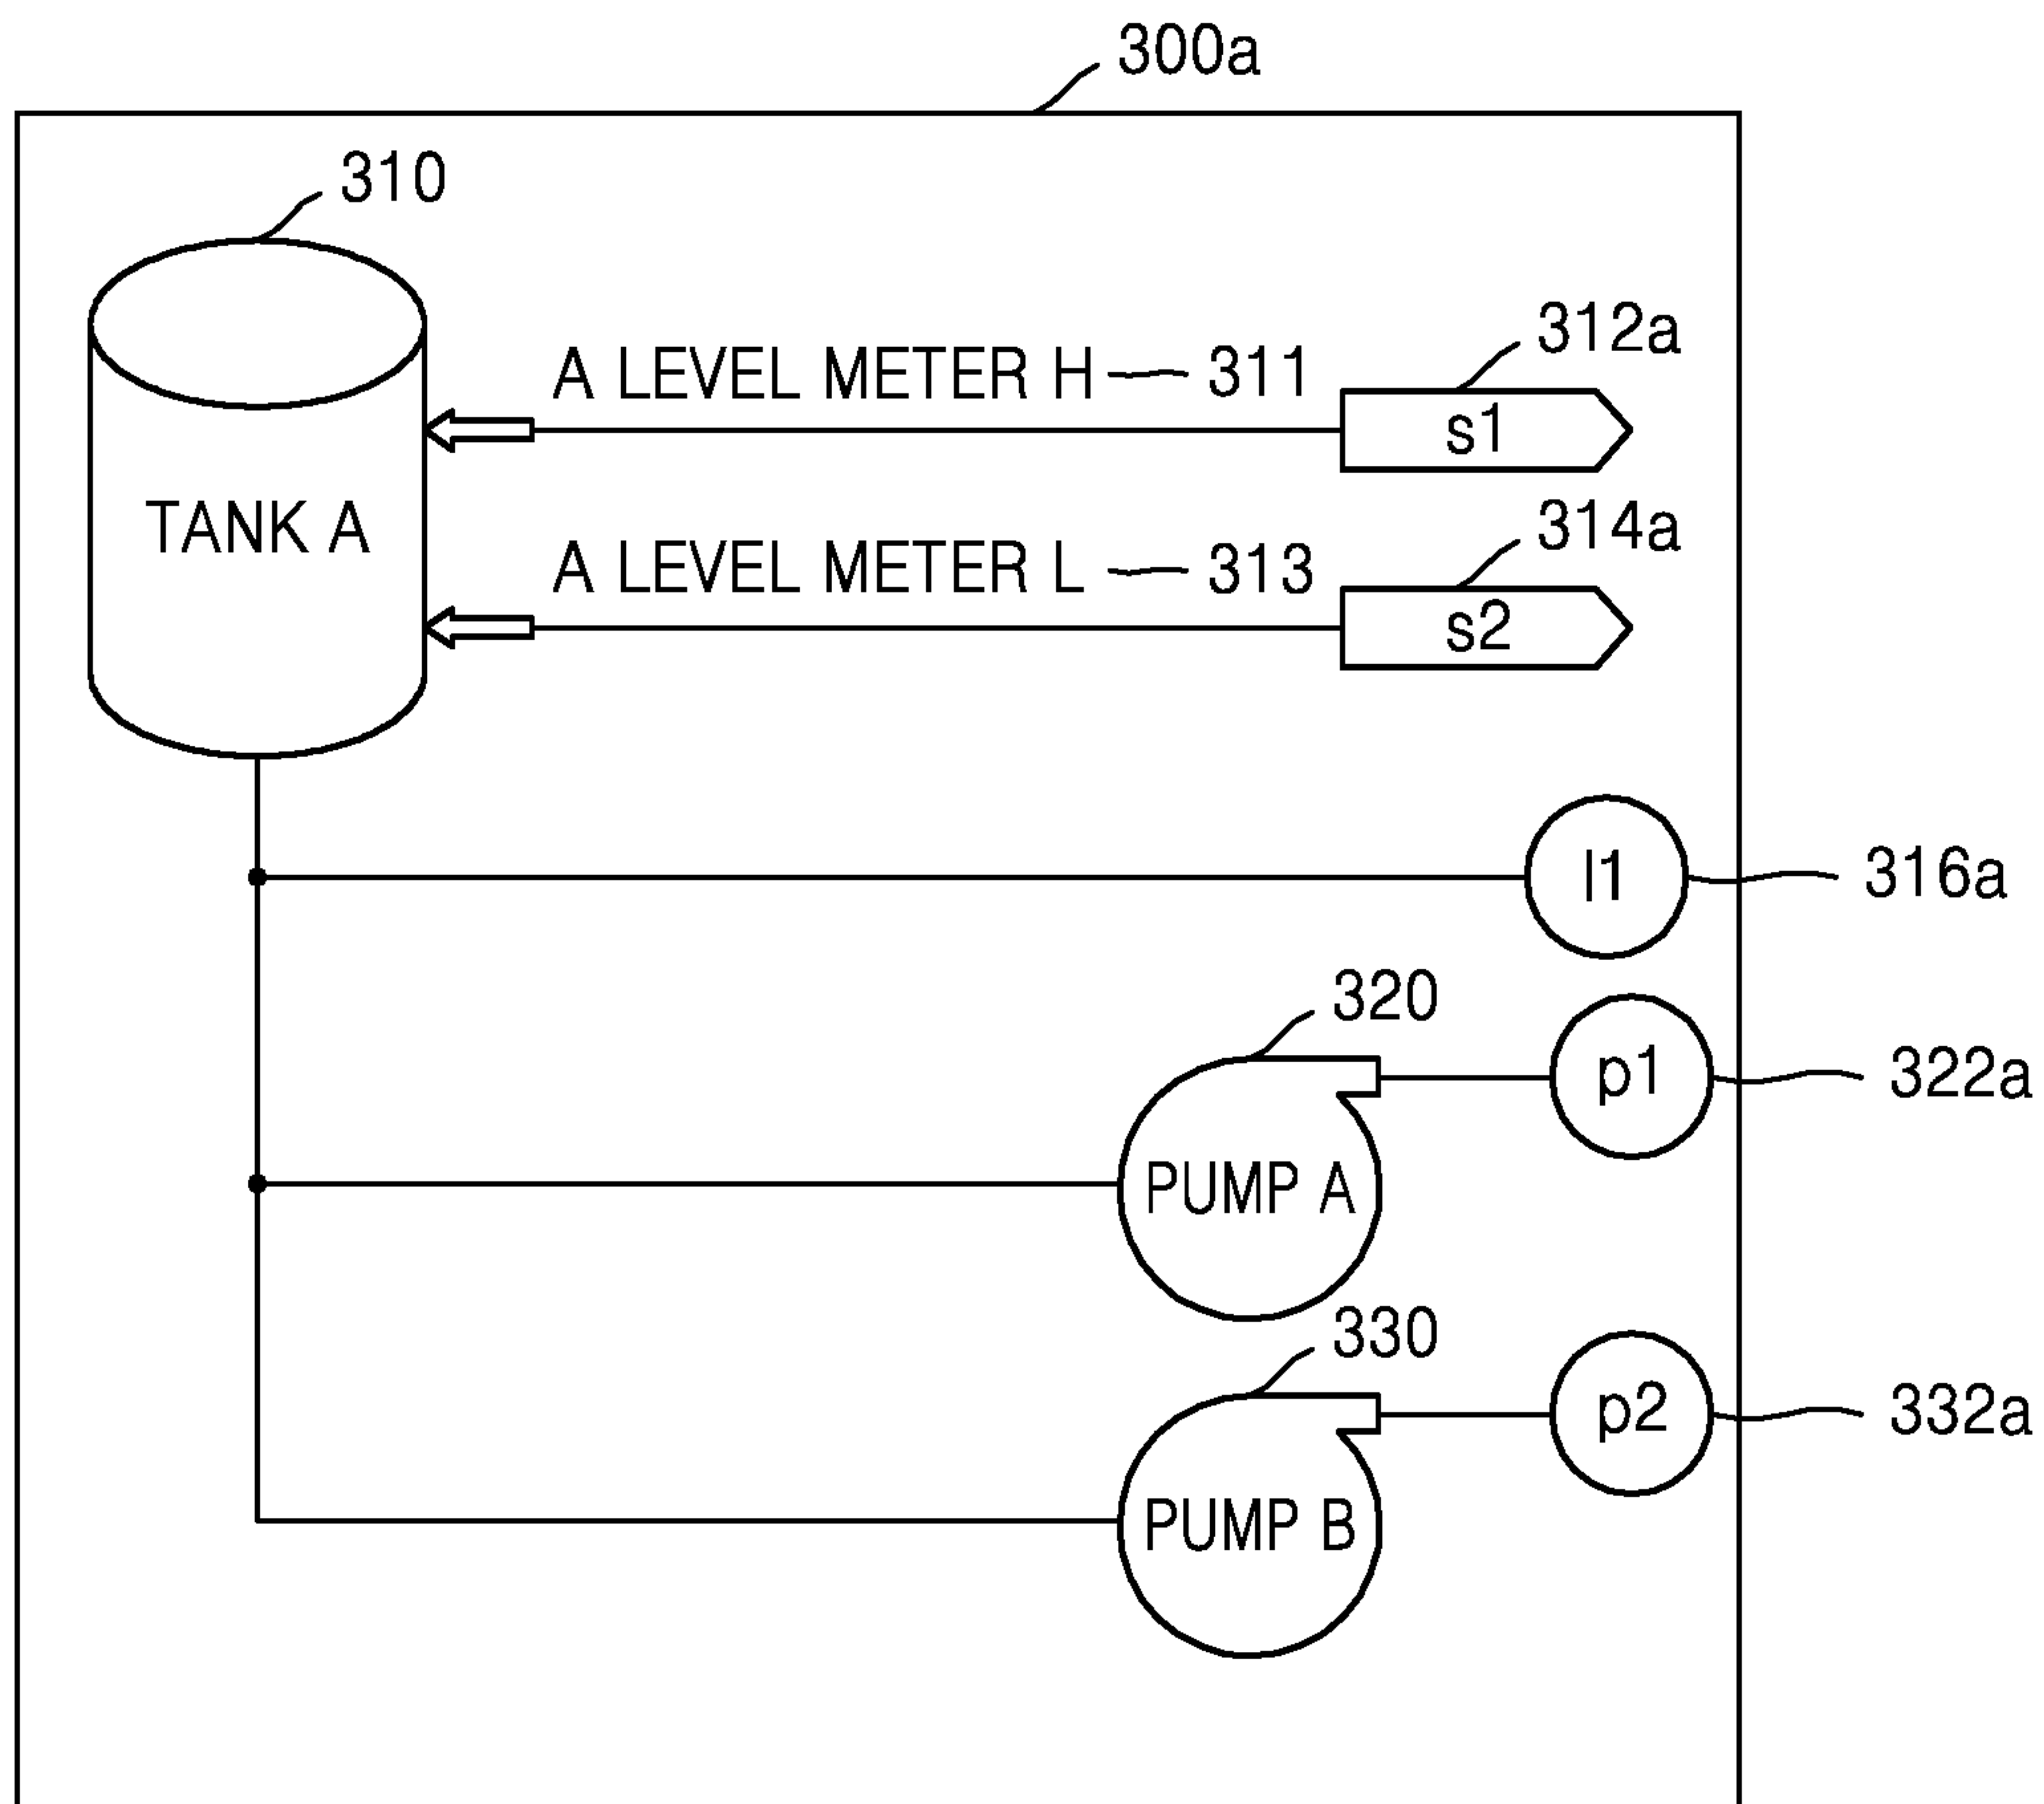 300a
310
312a
A LEVEL METER H 311
s1
TANK A
314a
A LEVEL METER L 313
s2
l1
316a
320
p1
322a
PUMP A
330
p2
332a
PUMP B